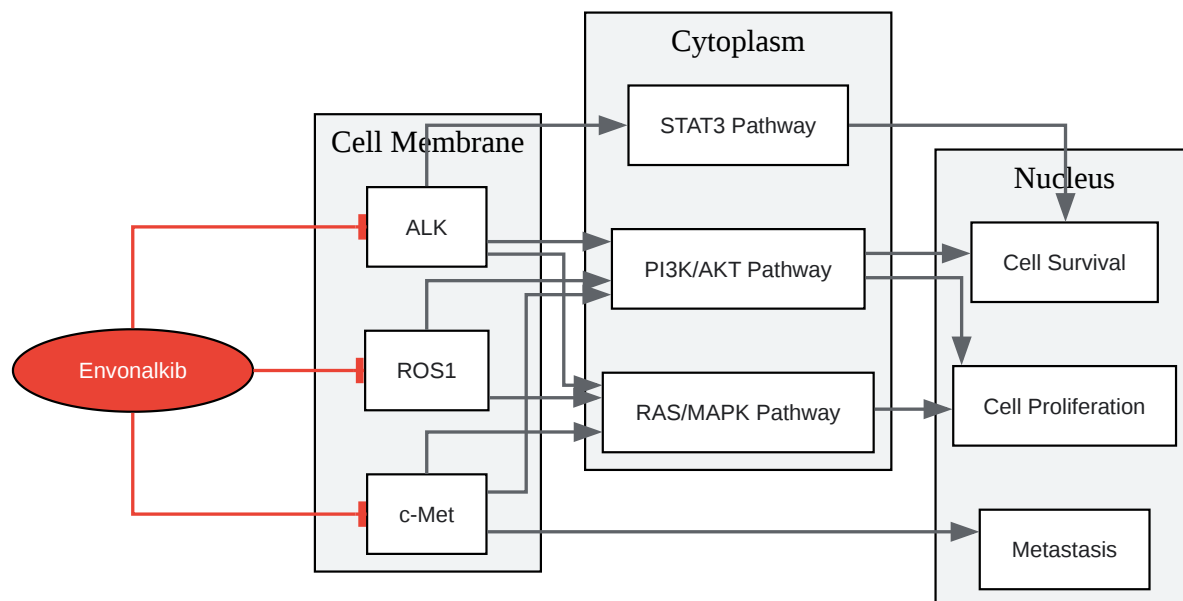 Cytoplasm
STAT3 Pathway
Cell Membrane
Nucleus
ALK
PI3K/AKT Pathway
Cell Survival
Envonalkib
ROS1
RAS/MAPK Pathway
Cell Proliferation
c-Met
Metastasis